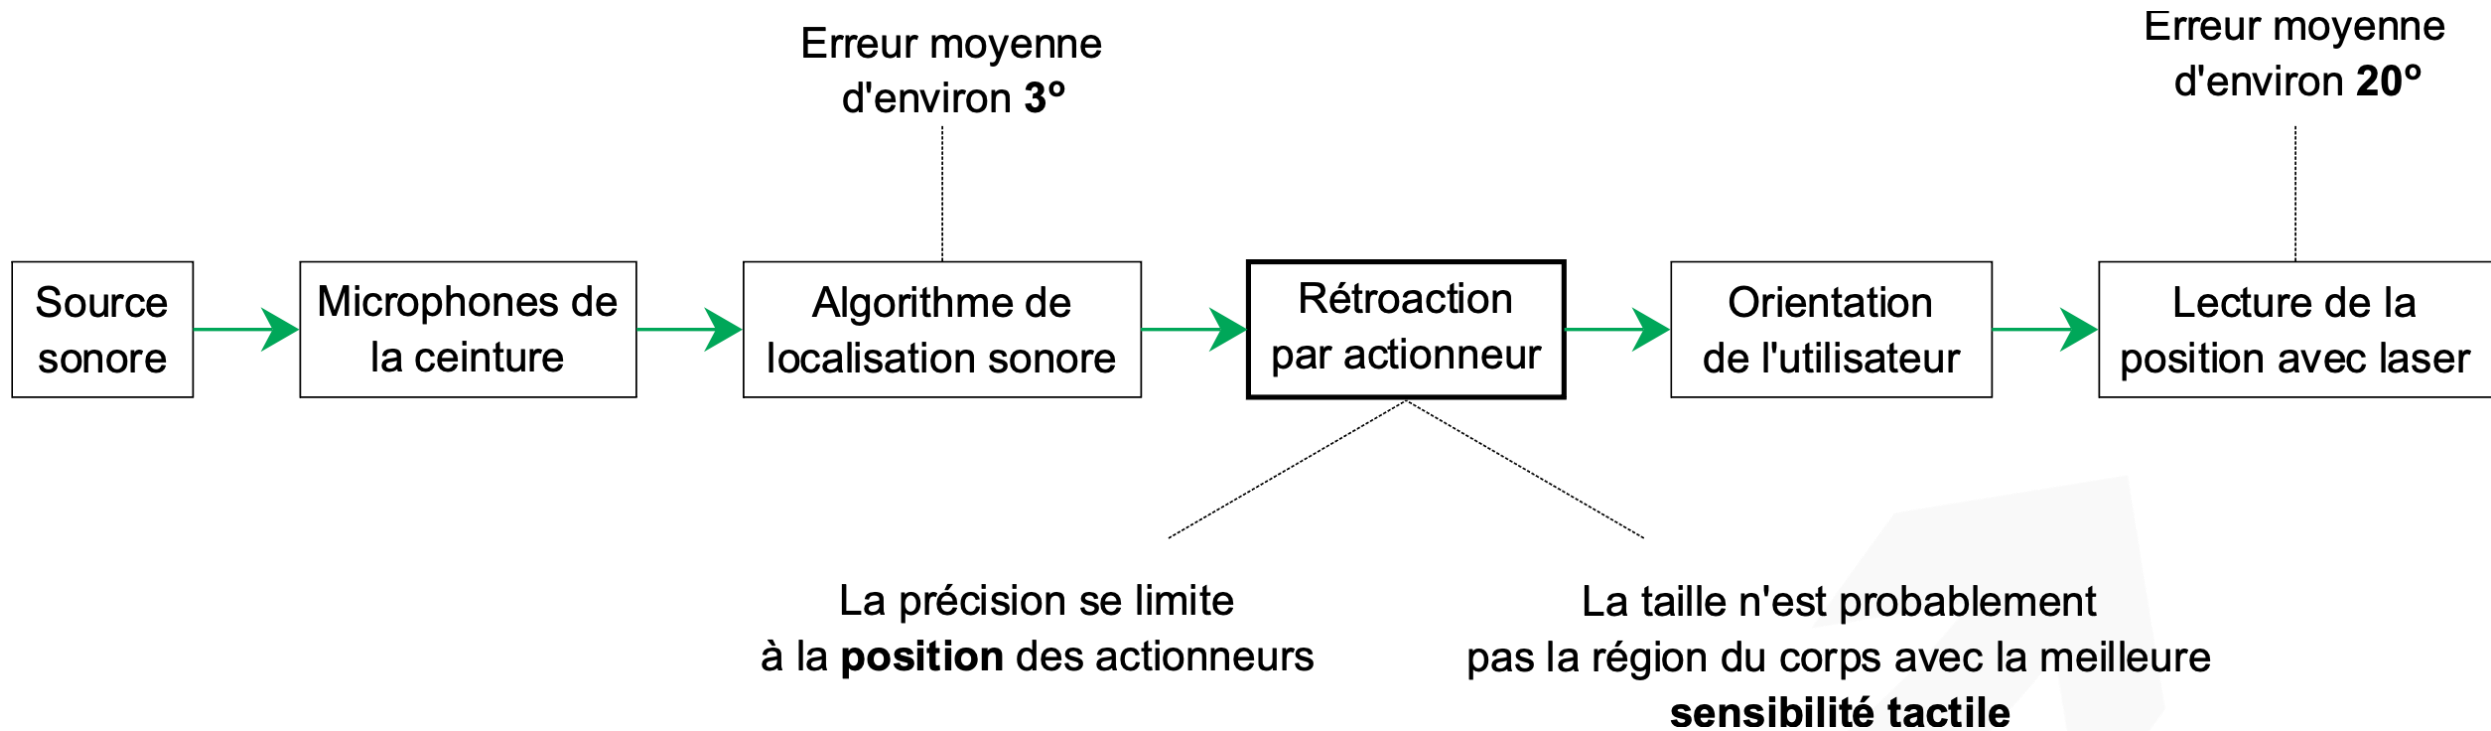 Erreur moyenne
d'environ 3º
Erreur moyenne
d'environ 20º
Source
sonore
Microphones de
la ceinture
Algorithme de
localisation sonore
Rétroaction
par actionneur
Orientation
de l'utilisateur
Lecture de la
position avec laser
La précision se limite
à la position des actionneurs
La taille n'est probablement
pas la région du corps avec la meilleure
sensibilité tactile